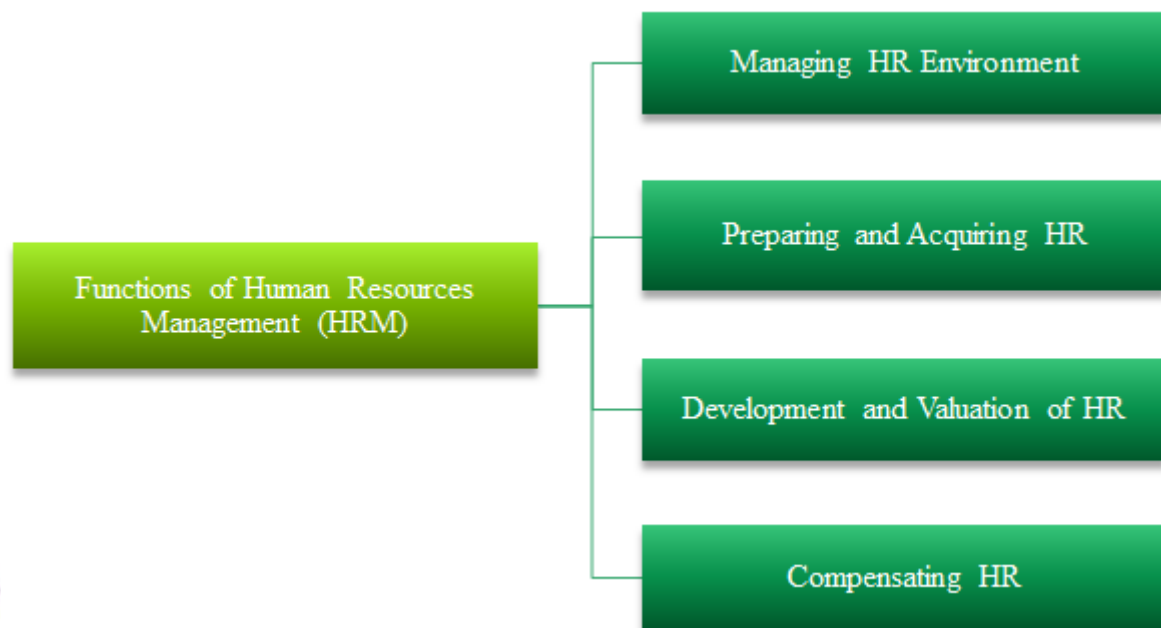 Managing HR Environment
Preparing and Acquiring HR
Functions of Human Resources
Management (HRM)
Development and Valuation of HR
Compensating HR